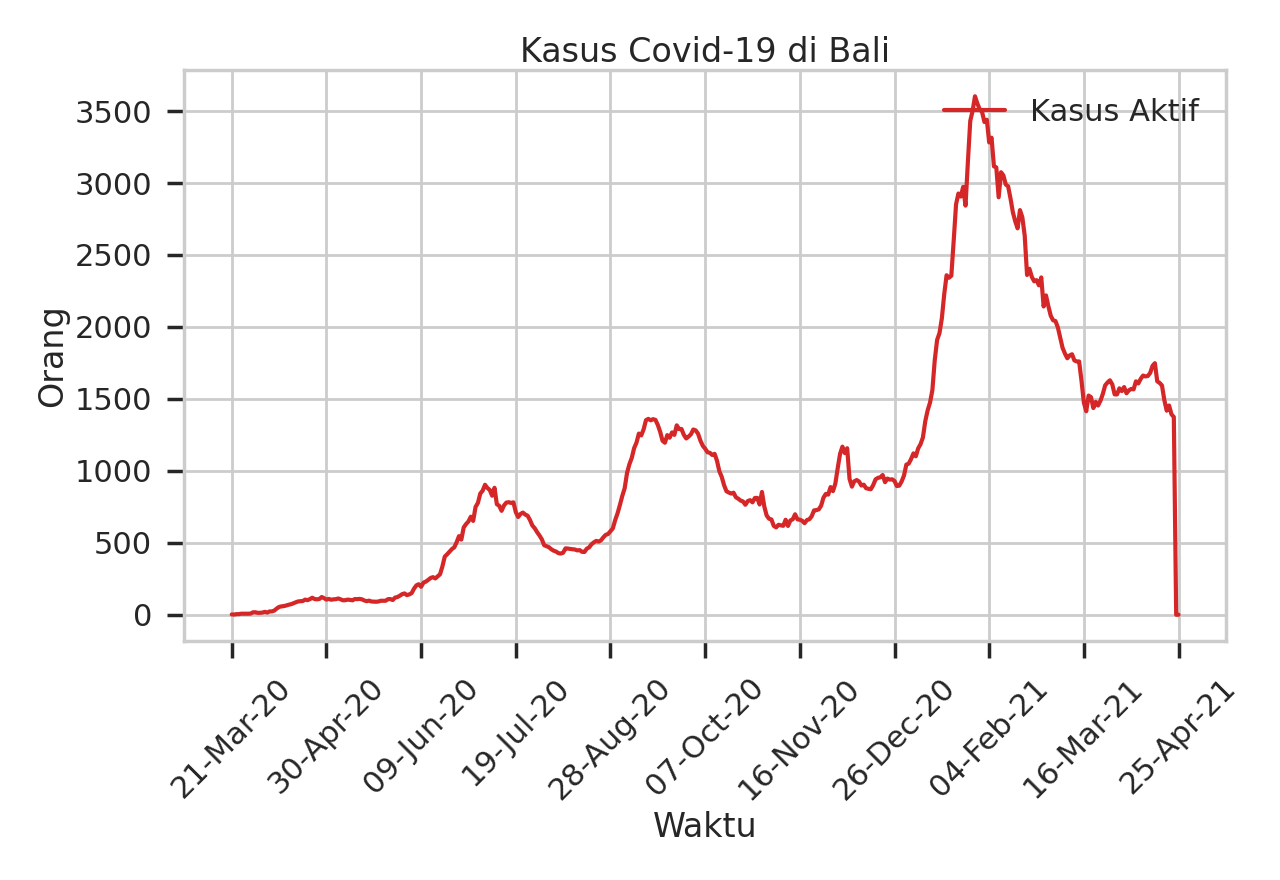 Kasus Covid-19 di Bali
Kasus Aktif
3500
3000
2500
2000
1500
1000
500
0
Orang
21-Mar-20
30-Apr-20
09-Jun-20
19-Jul-20
28-Aug-20
07-Oct-20
16-Nov-20
26-Dec-20
04-Feb-21
16-Mar-21
25-Apr-21
Waktu